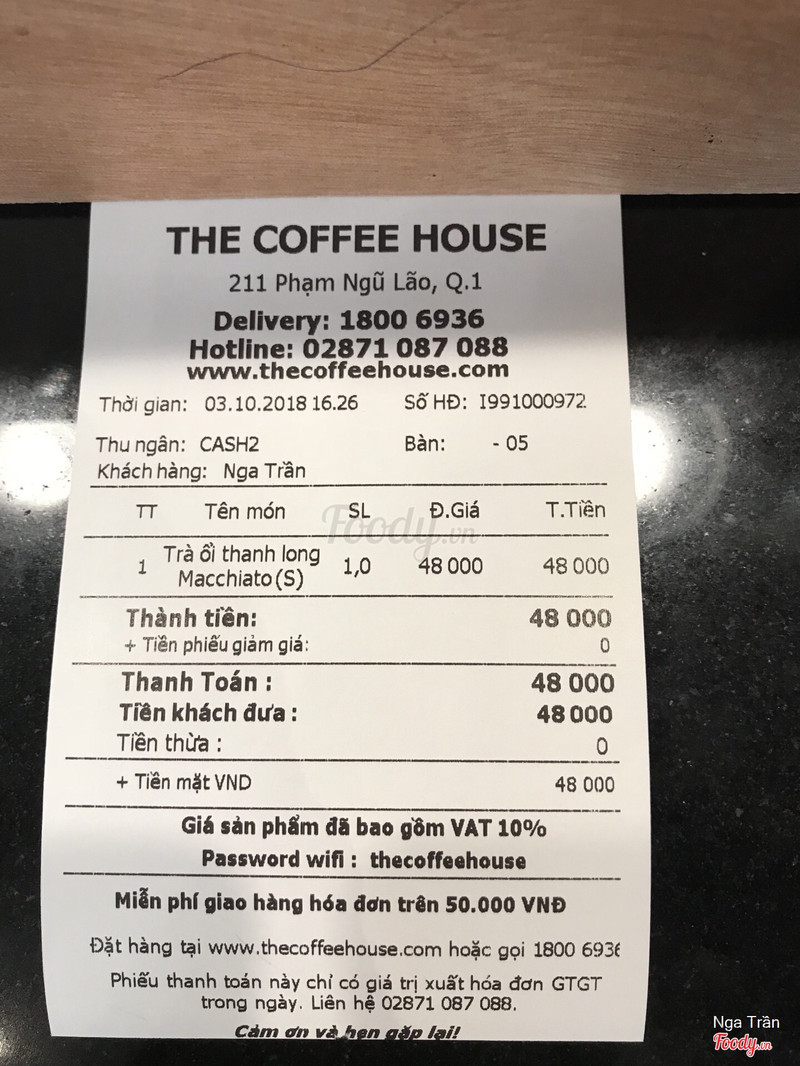 THE COFFEE HOUSE
211 Phạm Ngũ Lão, Q.1
Delivery: 1800 6936
Hotline: 02871 087 088
www.thecoffeehouse.com
Thời gian: 03.10.2018 16.26 Số HĐ: I991000972
Thu ngân: CASH2 Bàn: - 05
Khách hàng: Nga Trần
TT Tên món SL Đ.Giá T.Tiền
Foody.vn
1 Trà ổi thanh long Macchiato (S) 1,0 48 000 48 000
Thành tiền: 48 000
+ Tiền phiếu giảm giá: 0
Thanh Toán : 48 000
Tiền khách đưa : 48 000
Tiền thừa : 0
+ Tiền mặt VND 48 000
Giá sản phẩm đã bao gồm VAT 10%
Password wifi : thecoffeehouse
Miễn phí giao hàng hóa đơn trên 50.000 VNĐ
Đặt hàng tại www.thecoffeehouse.com hoặc gọi 1800 6936
Phiếu thanh toán này chỉ có giá trị xuất hóa đơn GTGT
trong ngày. Liên hệ 02871 087 088.
Cảm ơn và hẹn gặp lại!
Nga Trần
Foody.vn